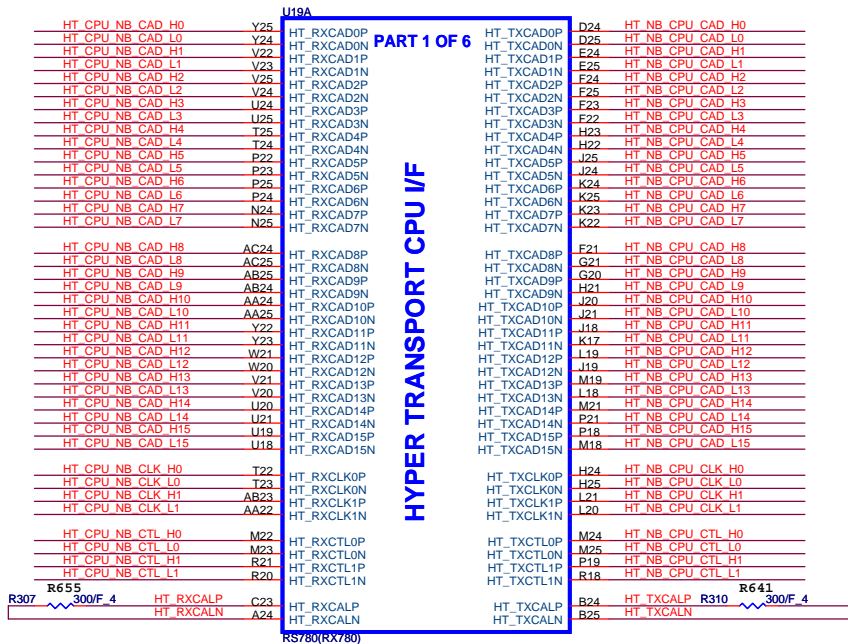 U19A
PART 1 OF 6
HYPER TRANSPORT CPU I/F
HT_CPU_NB_CAD_H0 Y25 HT_RXCAD0P HT_TXCAD0P D24 HT_NB_CPU_CAD_H0
HT_CPU_NB_CAD_L0 Y24 HT_RXCAD0N HT_TXCAD0N D25 HT_NB_CPU_CAD_L0
HT_CPU_NB_CAD_H1 V22 HT_RXCAD1P HT_TXCAD1P E24 HT_NB_CPU_CAD_H1
HT_CPU_NB_CAD_L1 V23 HT_RXCAD1N HT_TXCAD1N E25 HT_NB_CPU_CAD_L1
HT_CPU_NB_CAD_H2 V25 HT_RXCAD2P HT_TXCAD2P F24 HT_NB_CPU_CAD_H2
HT_CPU_NB_CAD_L2 V24 HT_RXCAD2N HT_TXCAD2N F25 HT_NB_CPU_CAD_L2
HT_CPU_NB_CAD_H3 U24 HT_RXCAD3P HT_TXCAD3P F23 HT_NB_CPU_CAD_H3
HT_CPU_NB_CAD_L3 U25 HT_RXCAD3N HT_TXCAD3N F22 HT_NB_CPU_CAD_L3
HT_CPU_NB_CAD_H4 T25 HT_RXCAD4P HT_TXCAD4P H23 HT_NB_CPU_CAD_H4
HT_CPU_NB_CAD_L4 T24 HT_RXCAD4N HT_TXCAD4N H22 HT_NB_CPU_CAD_L4
HT_CPU_NB_CAD_H5 P22 HT_RXCAD5P HT_TXCAD5P J25 HT_NB_CPU_CAD_H5
HT_CPU_NB_CAD_L5 P23 HT_RXCAD5N HT_TXCAD5N J24 HT_NB_CPU_CAD_L5
HT_CPU_NB_CAD_H6 P25 HT_RXCAD6P HT_TXCAD6P K24 HT_NB_CPU_CAD_H6
HT_CPU_NB_CAD_L6 P24 HT_RXCAD6N HT_TXCAD6N K25 HT_NB_CPU_CAD_L6
HT_CPU_NB_CAD_H7 N24 HT_RXCAD7P HT_TXCAD7P K23 HT_NB_CPU_CAD_H7
HT_CPU_NB_CAD_L7 N25 HT_RXCAD7N HT_TXCAD7N K22 HT_NB_CPU_CAD_L7
HT_CPU_NB_CAD_H8 AC24 HT_RXCAD8P HT_TXCAD8P F21 HT_NB_CPU_CAD_H8
HT_CPU_NB_CAD_L8 AC25 HT_RXCAD8N HT_TXCAD8N G21 HT_NB_CPU_CAD_L8
HT_CPU_NB_CAD_H9 AB25 HT_RXCAD9P HT_TXCAD9P G20 HT_NB_CPU_CAD_H9
HT_CPU_NB_CAD_L9 AB24 HT_RXCAD9N HT_TXCAD9N H21 HT_NB_CPU_CAD_L9
HT_CPU_NB_CAD_H10 AA24 HT_RXCAD10P HT_TXCAD10P J20 HT_NB_CPU_CAD_H10
HT_CPU_NB_CAD_L10 AA25 HT_RXCAD10N HT_TXCAD10N J21 HT_NB_CPU_CAD_L10
HT_CPU_NB_CAD_H11 Y22 HT_RXCAD11P HT_TXCAD11P J18 HT_NB_CPU_CAD_H11
HT_CPU_NB_CAD_L11 Y23 HT_RXCAD11N HT_TXCAD11N K17 HT_NB_CPU_CAD_L11
HT_CPU_NB_CAD_H12 W21 HT_RXCAD12P HT_TXCAD12P L19 HT_NB_CPU_CAD_H12
HT_CPU_NB_CAD_L12 W20 HT_RXCAD12N HT_TXCAD12N J19 HT_NB_CPU_CAD_L12
HT_CPU_NB_CAD_H13 V21 HT_RXCAD13P HT_TXCAD13P M19 HT_NB_CPU_CAD_H13
HT_CPU_NB_CAD_L13 V20 HT_RXCAD13N HT_TXCAD13N L18 HT_NB_CPU_CAD_L13
HT_CPU_NB_CAD_H14 U20 HT_RXCAD14P HT_TXCAD14P M21 HT_NB_CPU_CAD_H14
HT_CPU_NB_CAD_L14 U21 HT_RXCAD14N HT_TXCAD14N P21 HT_NB_CPU_CAD_L14
HT_CPU_NB_CAD_H15 U19 HT_RXCAD15P HT_TXCAD15P P18 HT_NB_CPU_CAD_H15
HT_CPU_NB_CAD_L15 U18 HT_RXCAD15N HT_TXCAD15N M18 HT_NB_CPU_CAD_L15
HT_CPU_NB_CLK_H0 T22 HT_RXCLK0P HT_TXCLK0P H24 HT_NB_CPU_CLK_H0
HT_CPU_NB_CLK_L0 T23 HT_RXCLK0N HT_TXCLK0N H25 HT_NB_CPU_CLK_L0
HT_CPU_NB_CLK_H1 AB23 HT_RXCLK1P HT_TXCLK1P L21 HT_NB_CPU_CLK_H1
HT_CPU_NB_CLK_L1 AA22 HT_RXCLK1N HT_TXCLK1N L20 HT_NB_CPU_CLK_L1
HT_CPU_NB_CTL_H0 M22 HT_RXCTL0P HT_TXCTL0P M24 HT_NB_CPU_CTL_H0
HT_CPU_NB_CTL_L0 M23 HT_RXCTL0N HT_TXCTL0N M25 HT_NB_CPU_CTL_L0
HT_CPU_NB_CTL_H1 R21 HT_RXCTL1P HT_TXCTL1P P19 HT_NB_CPU_CTL_H1
HT_CPU_NB_CTL_L1 R20 HT_RXCTL1N HT_TXCTL1N R18 HT_NB_CPU_CTL_L1
R655 R641
R307 300/F_4 HT_RXCALP C23 HT_RXCALP HT_TXCALP B24 HT_TXCALP R310 300/F_4
HT_RXCALN A24 HT_RXCALN HT_TXCALN B25 HT_TXCALN
RS780(RX780)